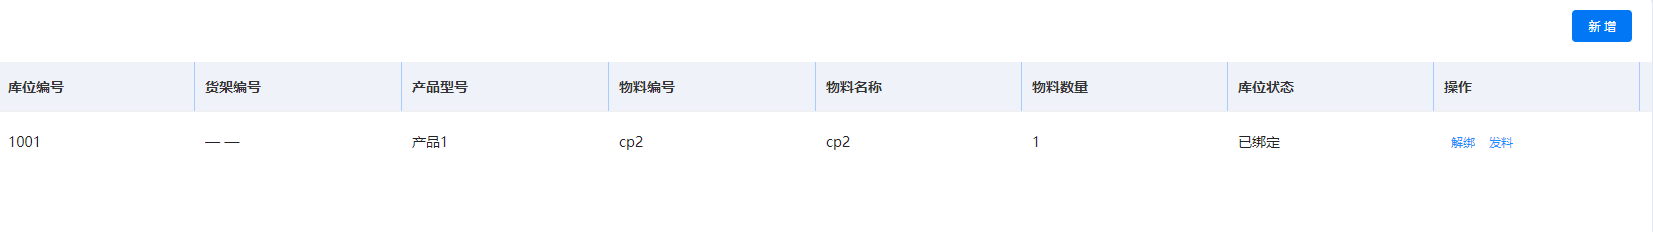 新 增
库位编号 货架编号 产品型号 物料编号 物料名称 物料数量 库位状态 操作
1001 — — 产品1 cp2 cp2 1 已绑定 解绑 发料